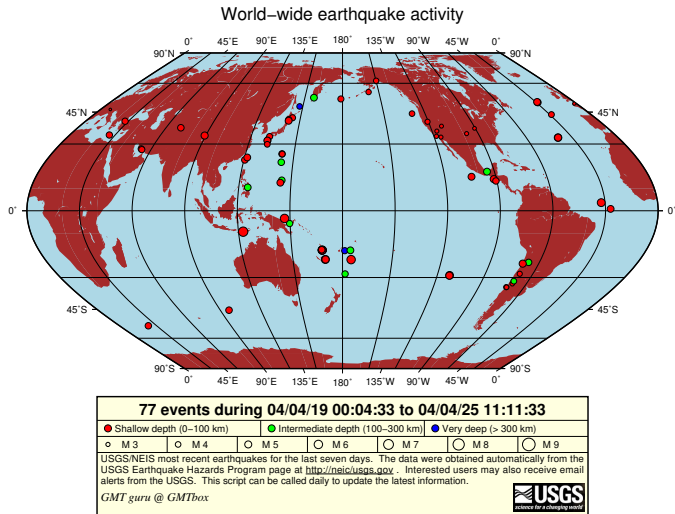 World−wide earthquake activity
0˚ 45˚E 90˚E 135˚E 180˚ 135˚W 90˚W 45˚W 0˚
90˚N 90˚N
45˚N 45˚N
0˚ 0˚
45˚S 45˚S
90˚S 90˚S
0˚ 45˚E 90˚E 135˚E 180˚ 135˚W 90˚W 45˚W 0˚
77 events during 04/04/19 00:04:33 to 04/04/25 11:11:33
Shallow depth (0−100 km) Intermediate depth (100−300 km) Very deep (> 300 km)
M 3 M 4 M 5 M 6 M 7 M 8 M 9
USGS/NEIS most recent earthquakes for the last seven days. The data were obtained automatically from the
USGS Earthquake Hazards Program page at http://neic/usgs.gov . Interested users may also receive email
alerts from the USGS. This script can be called daily to update the latest information.
GMT guru @ GMTbox
USGS
science for a changing world